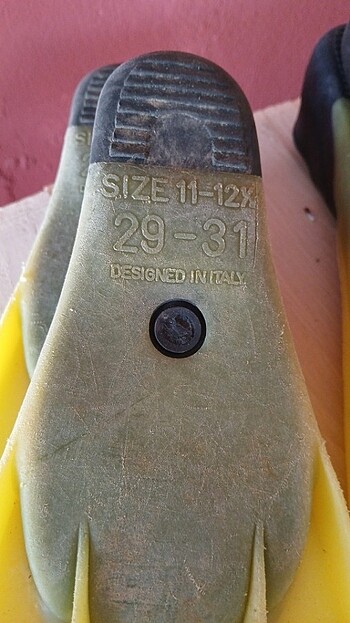 SIZE 11-12X
29-31
DESIGNED IN ITALY